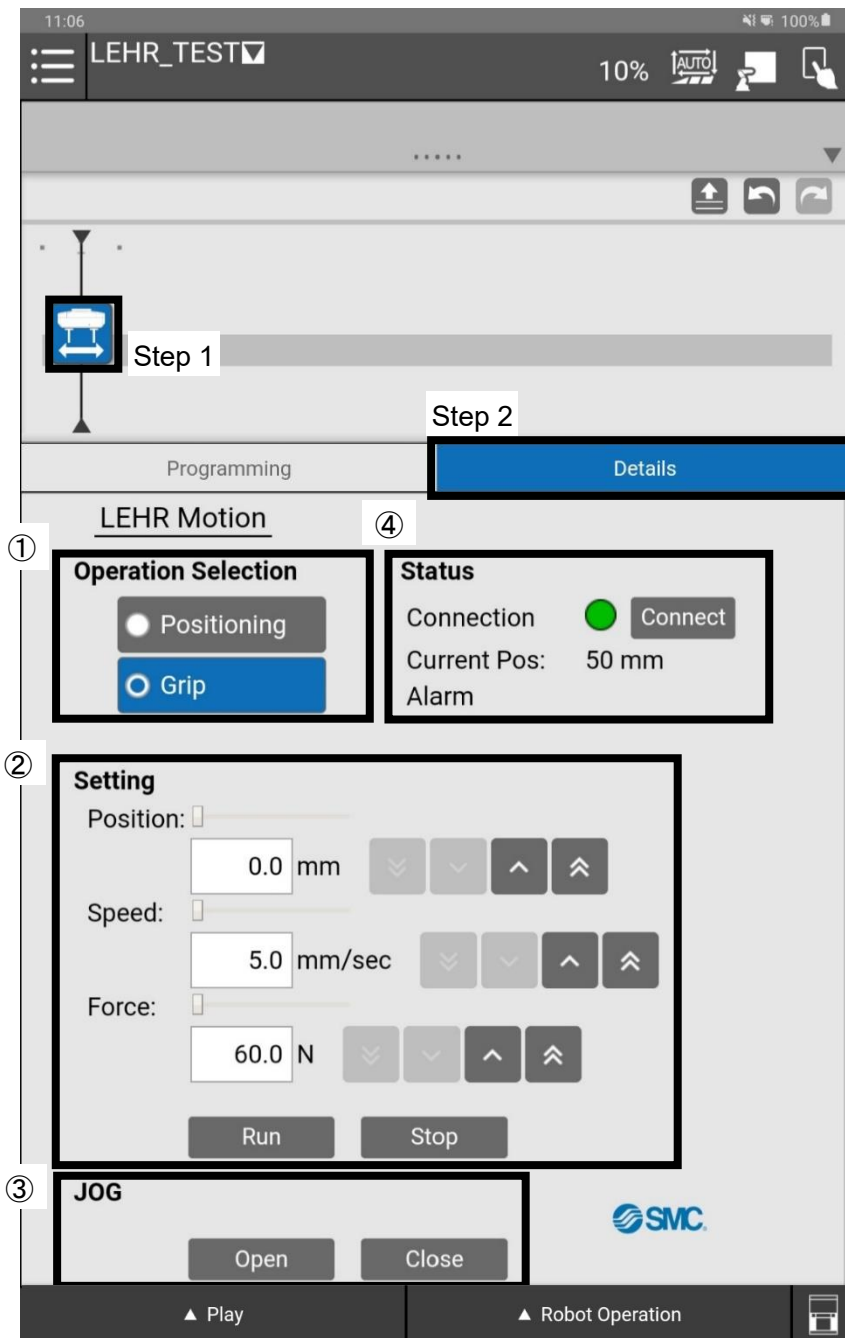 11:06
100%
LEHR_TEST
10%
AUTO
Step 1
Step 2
Programming
Details
LEHR Motion
①
④
Operation Selection
Positioning
Grip
Status
Connection
Connect
Current Pos: 50 mm
Alarm
②
Setting
Position:
0.0 mm
Speed:
5.0 mm/sec
Force:
60.0 N
Run
Stop
③
JOG
Open
Close
SMC
▲ Play
▲ Robot Operation